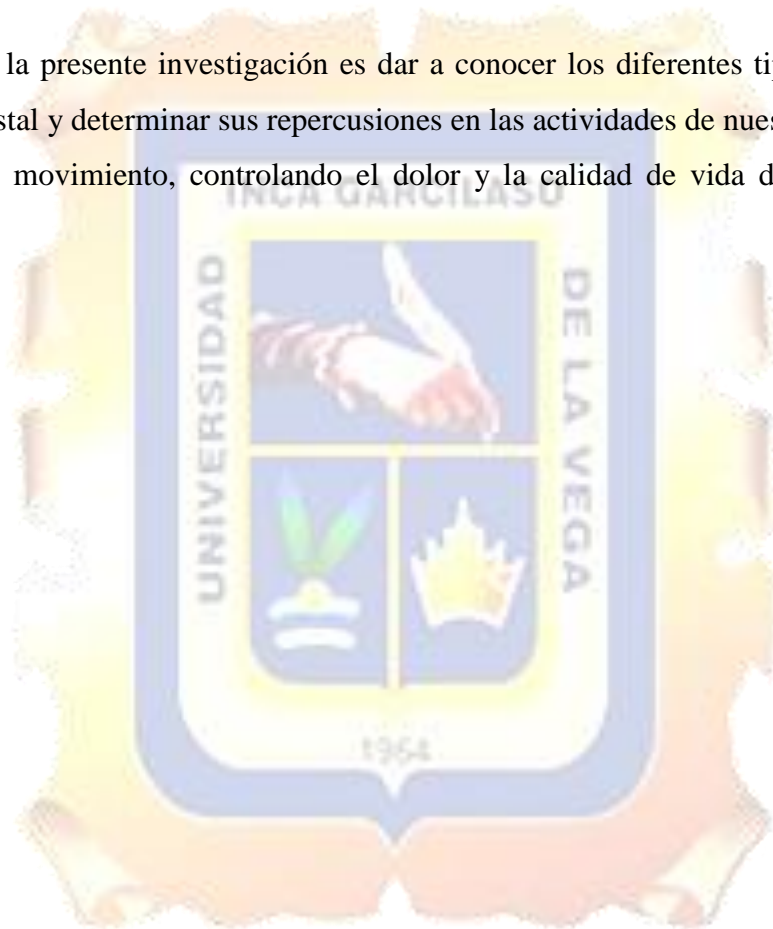 la presente investigación es dar a conocer los diferentes tip
stal y determinar sus repercusiones en las actividades de nues
movimiento, controlando el dolor y la calidad de vida d
INCA GARCILASO
UNIVERSIDAD
DE LA VEGA
1964